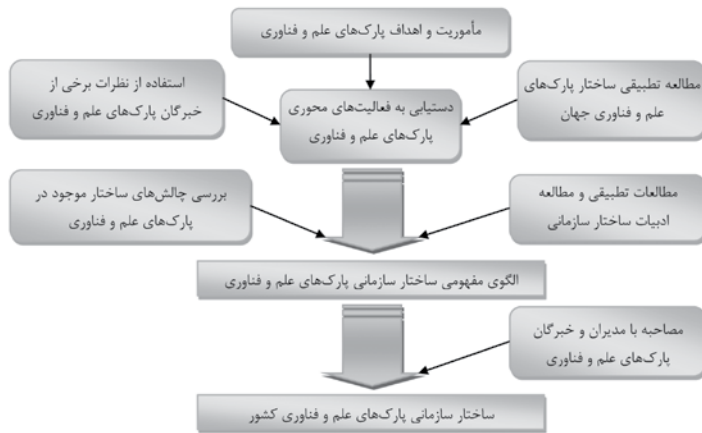 مأموریت و اهداف پارک‌های علم و فناوری
مطالعه تطبیقی ساختار پارک‌های
علم و فناوری جهان
دستیابی به فعالیت‌های محوری
پارک‌های علم و فناوری
استفاده از نظرات برخی از
خبرگان پارک‌های علم و فناوری
مطالعات تطبیقی و مطالعه
ادبیات ساختار سازمانی
بررسی چالش‌های ساختار موجود در
پارک‌های علم و فناوری
الگوی مفهومی ساختار سازمانی پارک‌های علم و فناوری
مصاحبه با مدیران و خبرگان
پارک‌های علم و فناوری
ساختار سازمانی پارک‌های علم و فناوری کشور